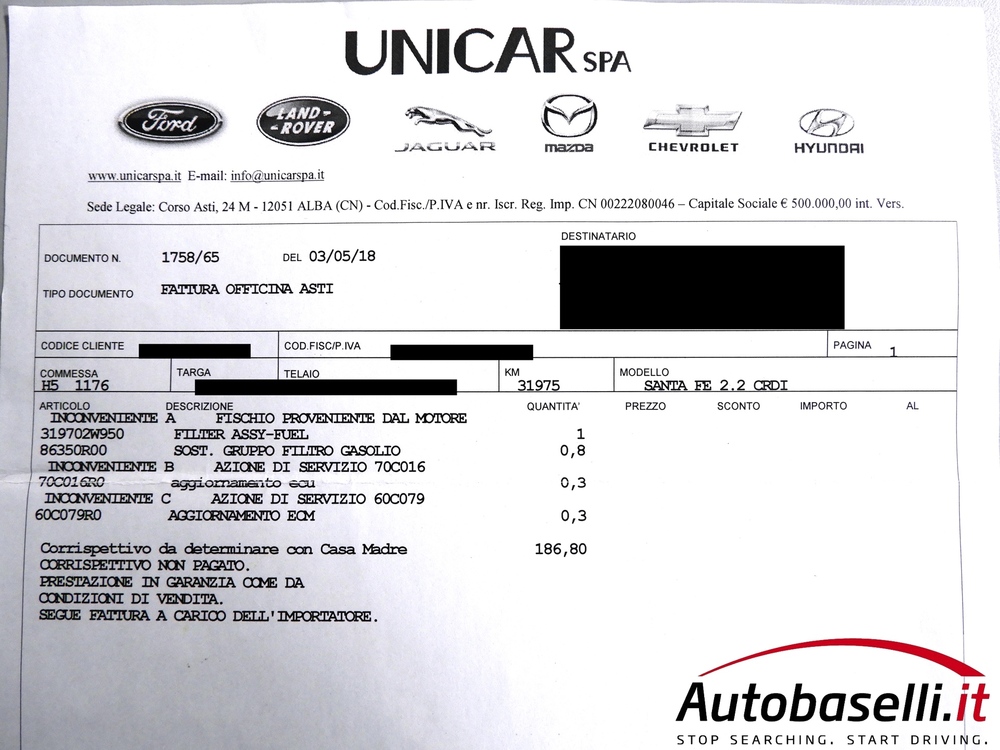 UNICAR SPA
Ford
LAND-ROVER
JAGUAR
mazda
CHEVROLET
HYUNDAI
www.unicarspa.it E-mail: info@unicarspa.it
Sede Legale: Corso Asti, 24 M - 12051 ALBA (CN) - Cod.Fisc./P.IVA e nr. Iscr. Reg. Imp. CN 00222080046 – Capitale Sociale € 500.000,00 int. Vers.
DESTINATARIO
DOCUMENTO N. 1758/65 DEL 03/05/18
TIPO DOCUMENTO FATTURA OFFICINA ASTI
CODICE CLIENTE COD.FISC/P.IVA PAGINA 1
COMMESSA TARGA TELAIO KM MODELLO
H5 1176 31975 SANTA FE 2.2 CRDI
ARTICOLO DESCRIZIONE QUANTITA' PREZZO SCONTO IMPORTO AL
INCONVENIENTE A FISCHIO PROVENIENTE DAL MOTORE
319702W950 FILTER ASSY-FUEL 1
86350R00 SOST. GRUPPO FILTRO GASOLIO 0,8
INCONVENIENTE B AZIONE DI SERVIZIO 70C016
70C016R0 aggiornamento ecu 0,3
INCONVENIENTE C AZIONE DI SERVIZIO 60C079
60C079R0 AGGIORNAMENTO ECM 0,3
Corrispettivo da determinare con Casa Madre 186,80
CORRISPETTIVO NON PAGATO.
PRESTAZIONE IN GARANZIA COME DA
CONDIZIONI DI VENDITA.
SEGUE FATTURA A CARICO DELL'IMPORTATORE.
Autobaselli.it
STOP SEARCHING. START DRIVING.